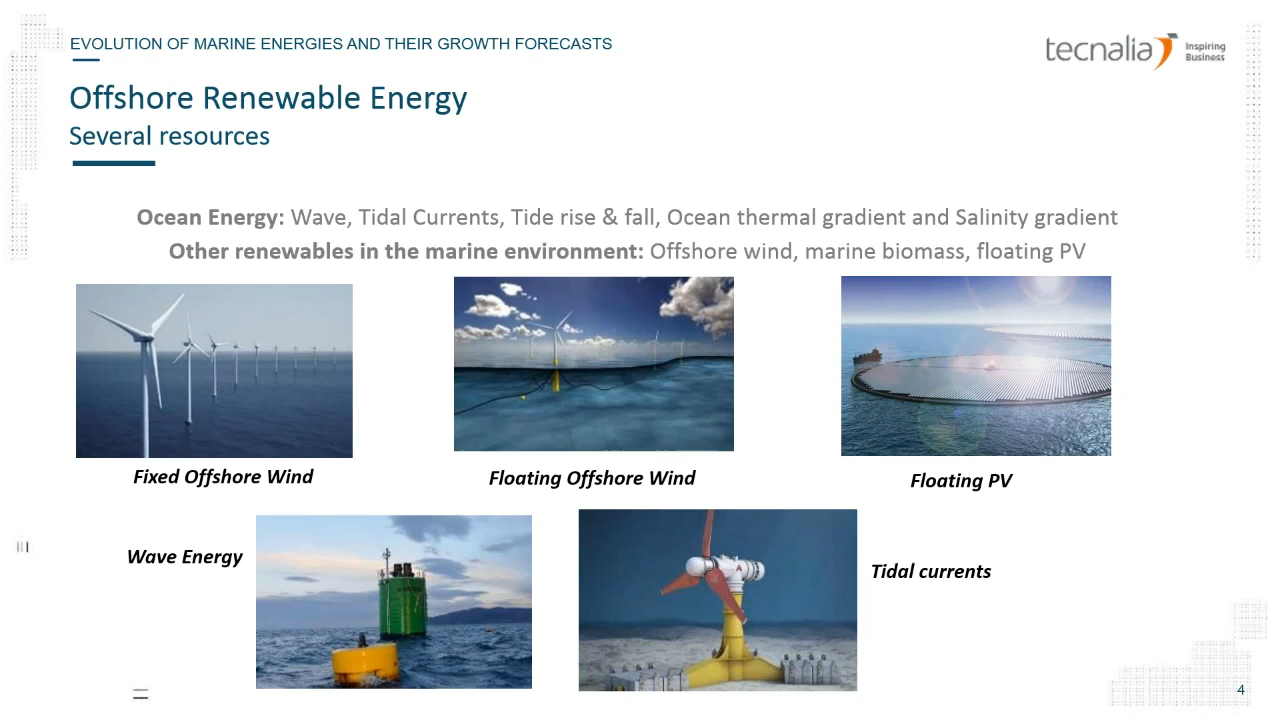 EVOLUTION OF MARINE ENERGIES AND THEIR GROWTH FORECASTS
tecnalia Inspiring
Business
Offshore Renewable Energy
Several resources
Ocean Energy: Wave, Tidal Currents, Tide rise & fall, Ocean thermal gradient and Salinity gradient
Other renewables in the marine environment: Offshore wind, marine biomass, floating PV
Fixed Offshore Wind
Floating Offshore Wind
Floating PV
Wave Energy
Tidal currents
4